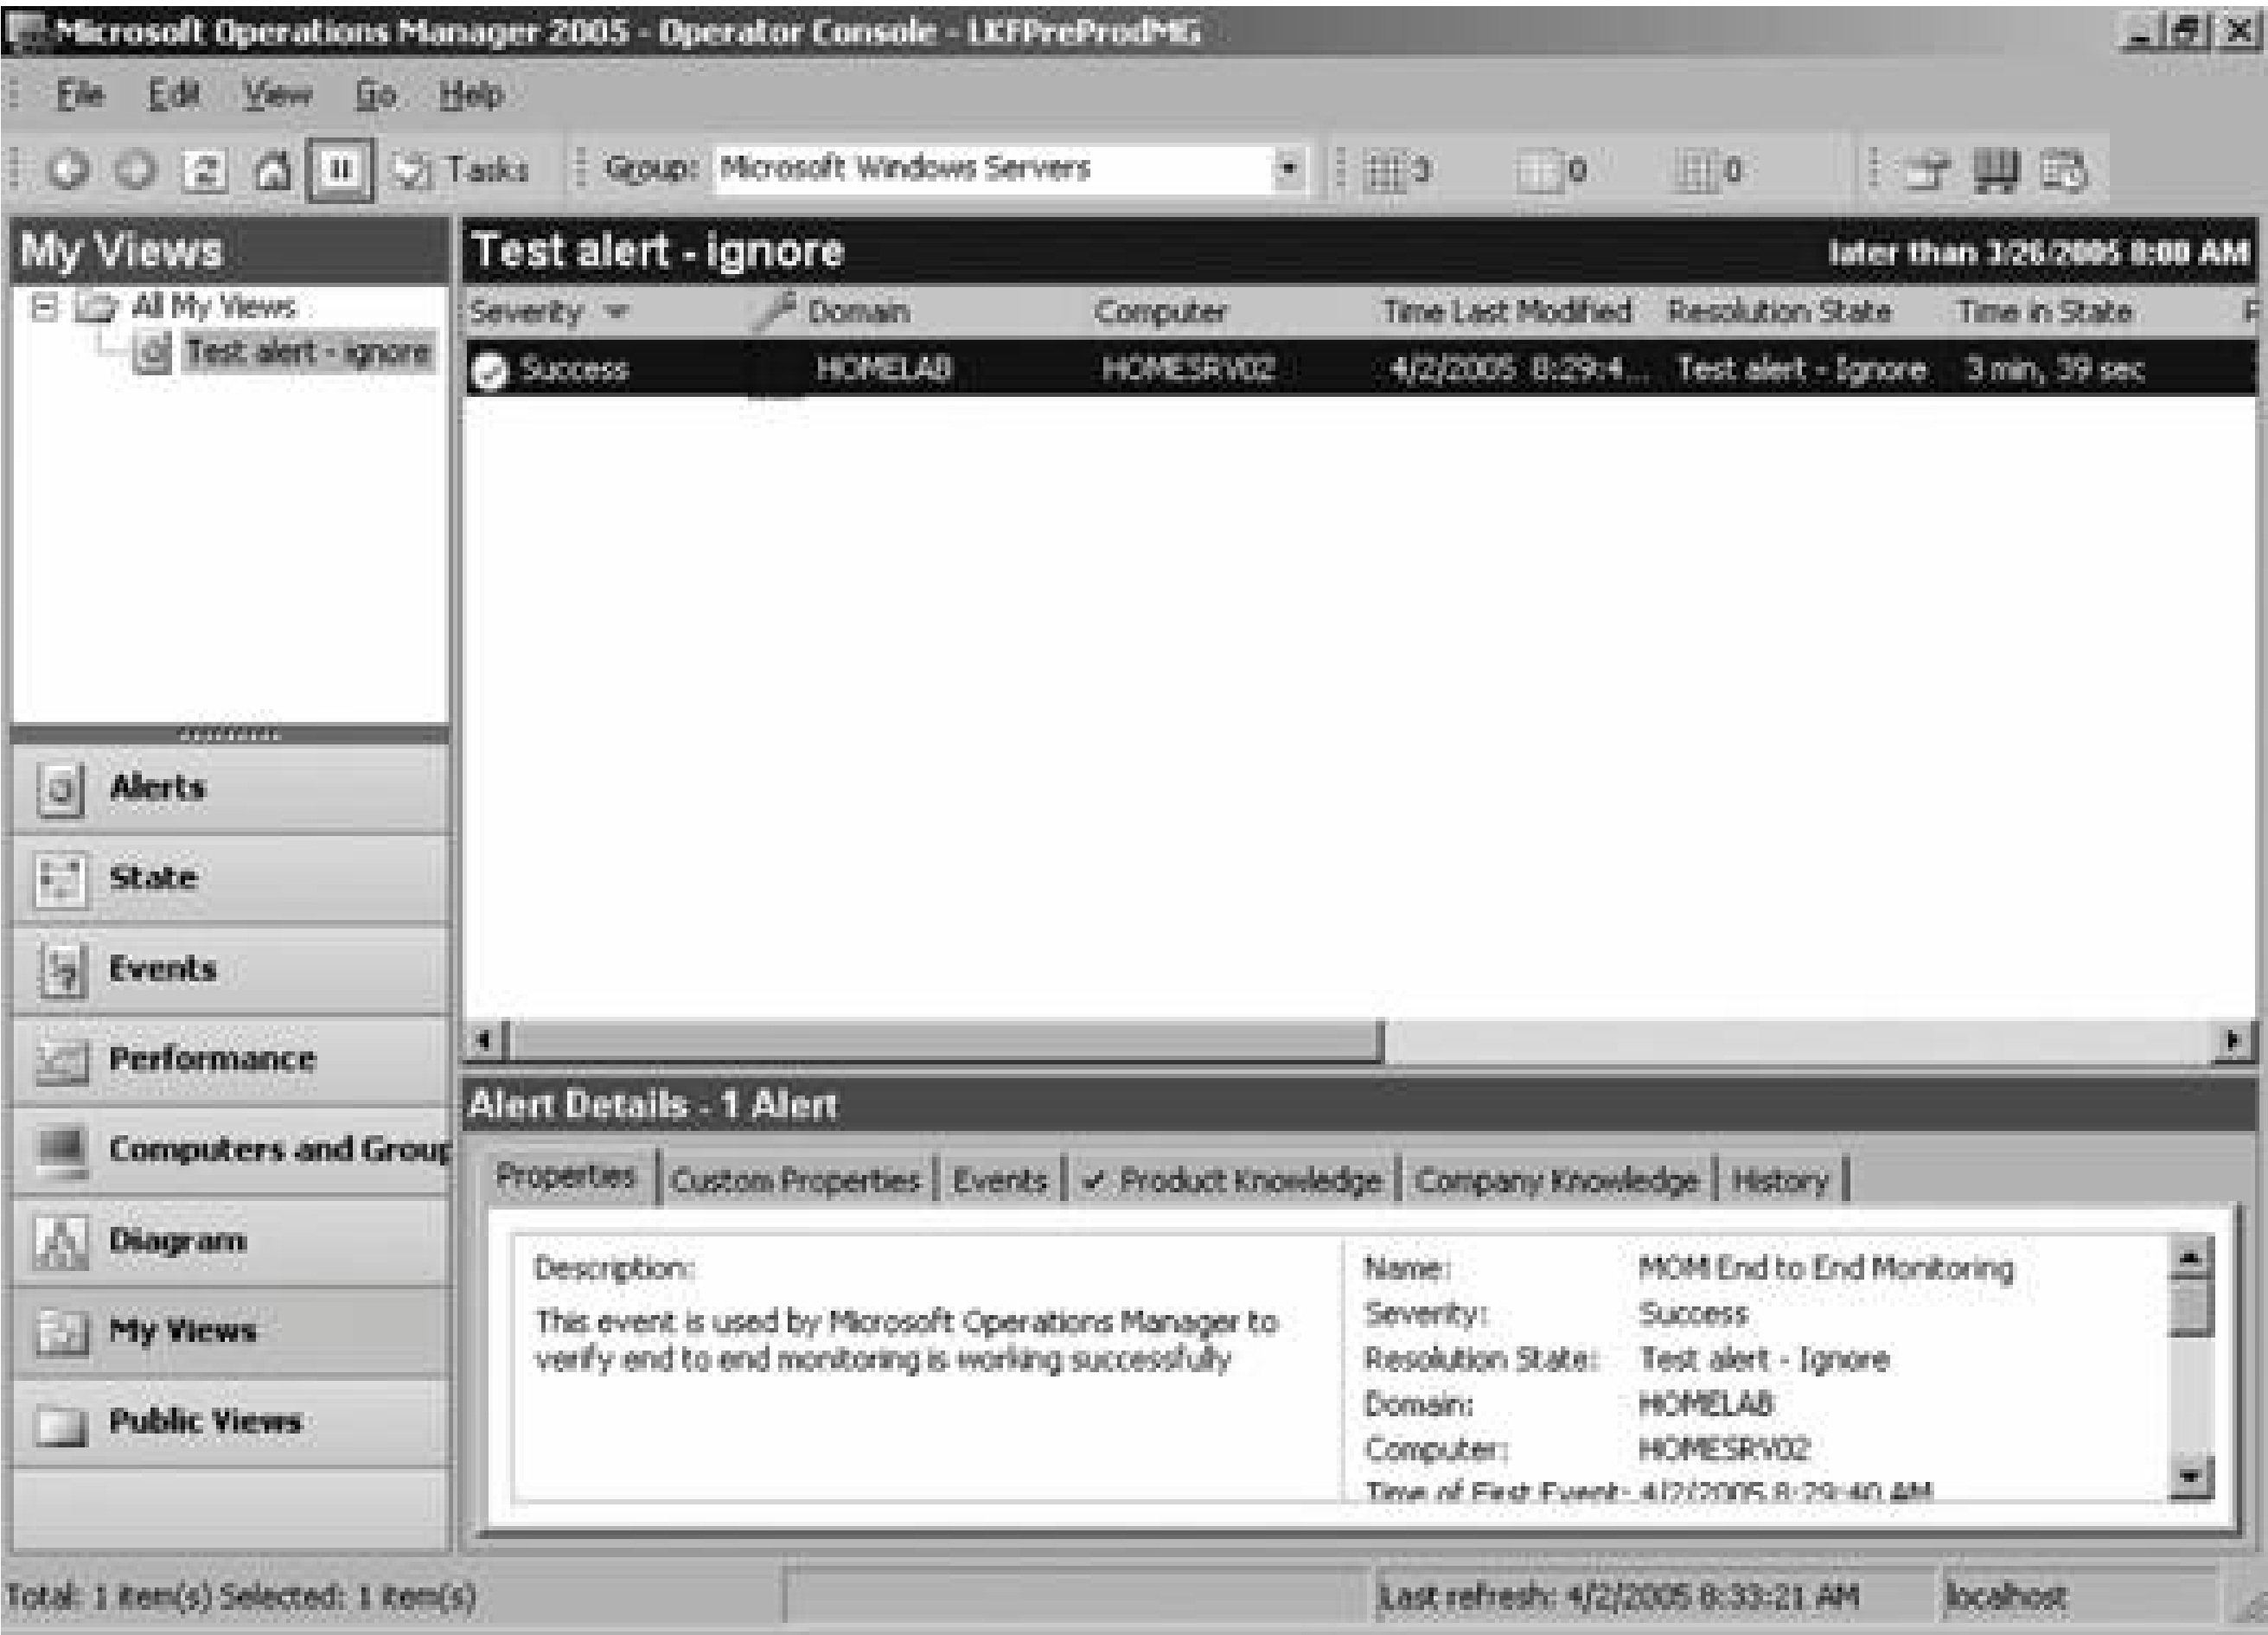 Microsoft Operations Manager 2005 - Operator Console - LKFPreProdMG
File Edit View Go Help
Tasks Group: Microsoft Windows Servers 3 0 0
My Views
All My Views
Test alert - ignore
Test alert - ignore later than 3/26/2005 8:00 AM
Severity Domain Computer Time Last Modified Resolution State Time in State
Success HOMELAB HOMESRV02 4/2/2005 8:29:4... Test alert - Ignore 3 min, 39 sec
Alerts
State
Events
Performance
Computers and Group
Diagram
My Views
Public Views
Alert Details - 1 Alert
Properties Custom Properties Events Product Knowledge Company Knowledge History
Description:
This event is used by Microsoft Operations Manager to
verify end to end monitoring is working successfully
Name: MOM End to End Monitoring
Severity: Success
Resolution State: Test alert - Ignore
Domain: HOMELAB
Computer: HOMESRV02
Time of First Event: 4/2/2005 8:29:40 AM
Total: 1 item(s) Selected: 1 item(s) Last refresh: 4/2/2005 8:33:21 AM localhost